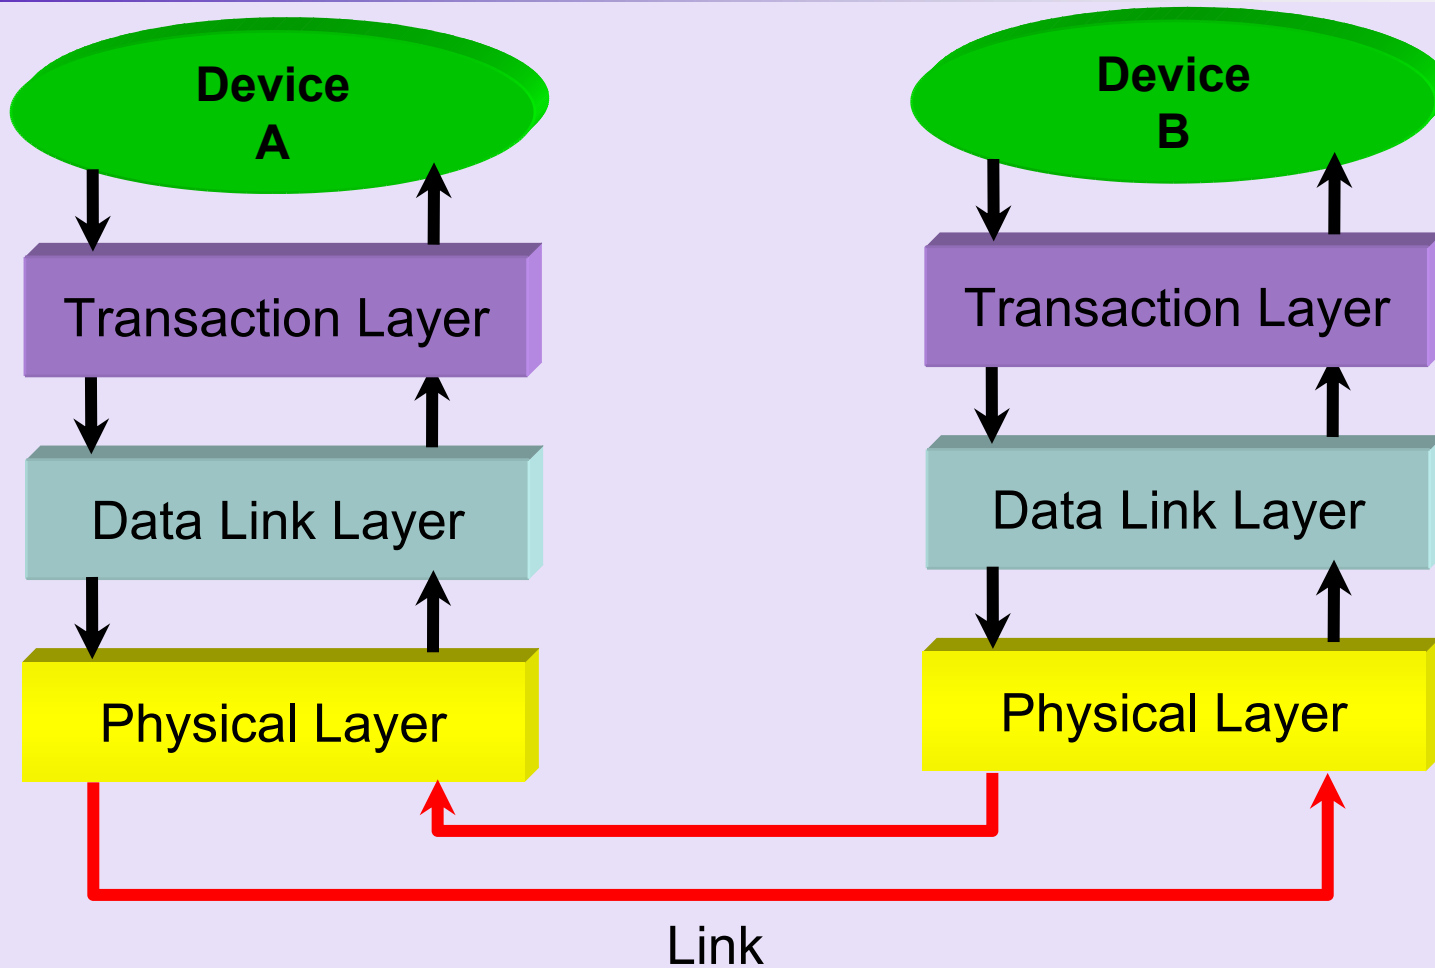 Device
A
Transaction Layer
Data Link Layer
Physical Layer
Device
B
Transaction Layer
Data Link Layer
Physical Layer
Link